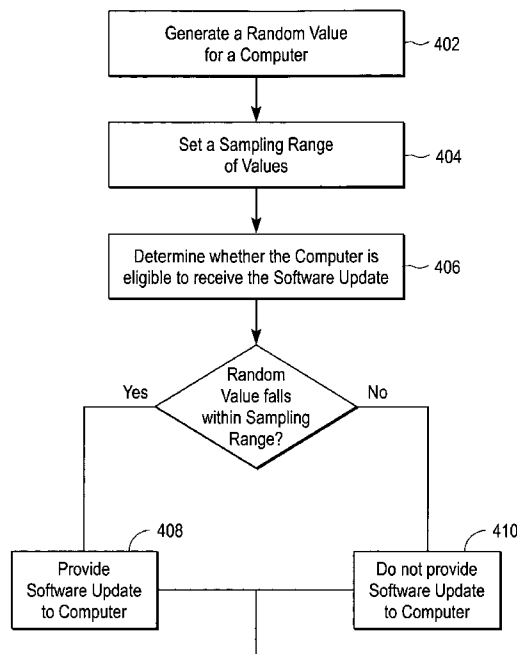 Generate a Random Value
for a Computer
402
Set a Sampling Range
of Values
404
Determine whether the Computer is
eligible to receive the Software Update
406
Random
Value falls
within Sampling
Range?
Yes
No
408
Provide
Software Update
to Computer
410
Do not provide
Software Update
to Computer